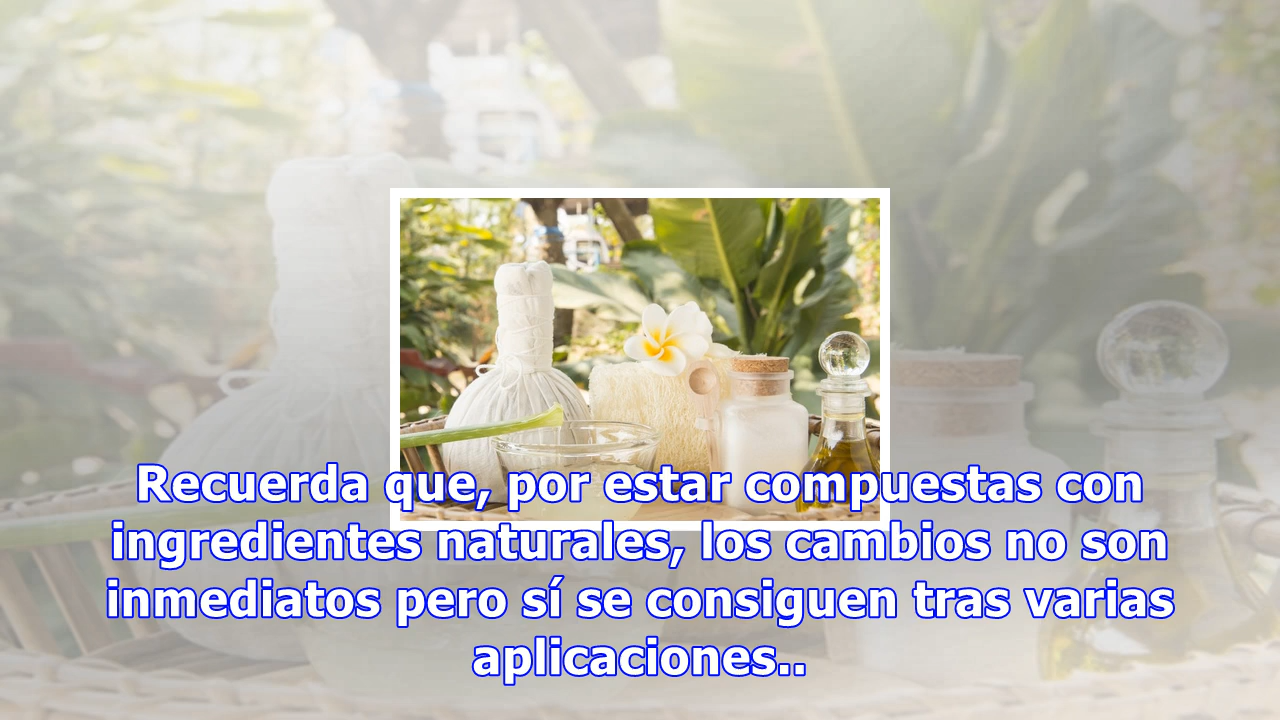 Recuerda que, por estar compuestas con
ingredientes naturales, los cambios no son
inmediatos pero sí se consiguen tras varias
aplicaciones..